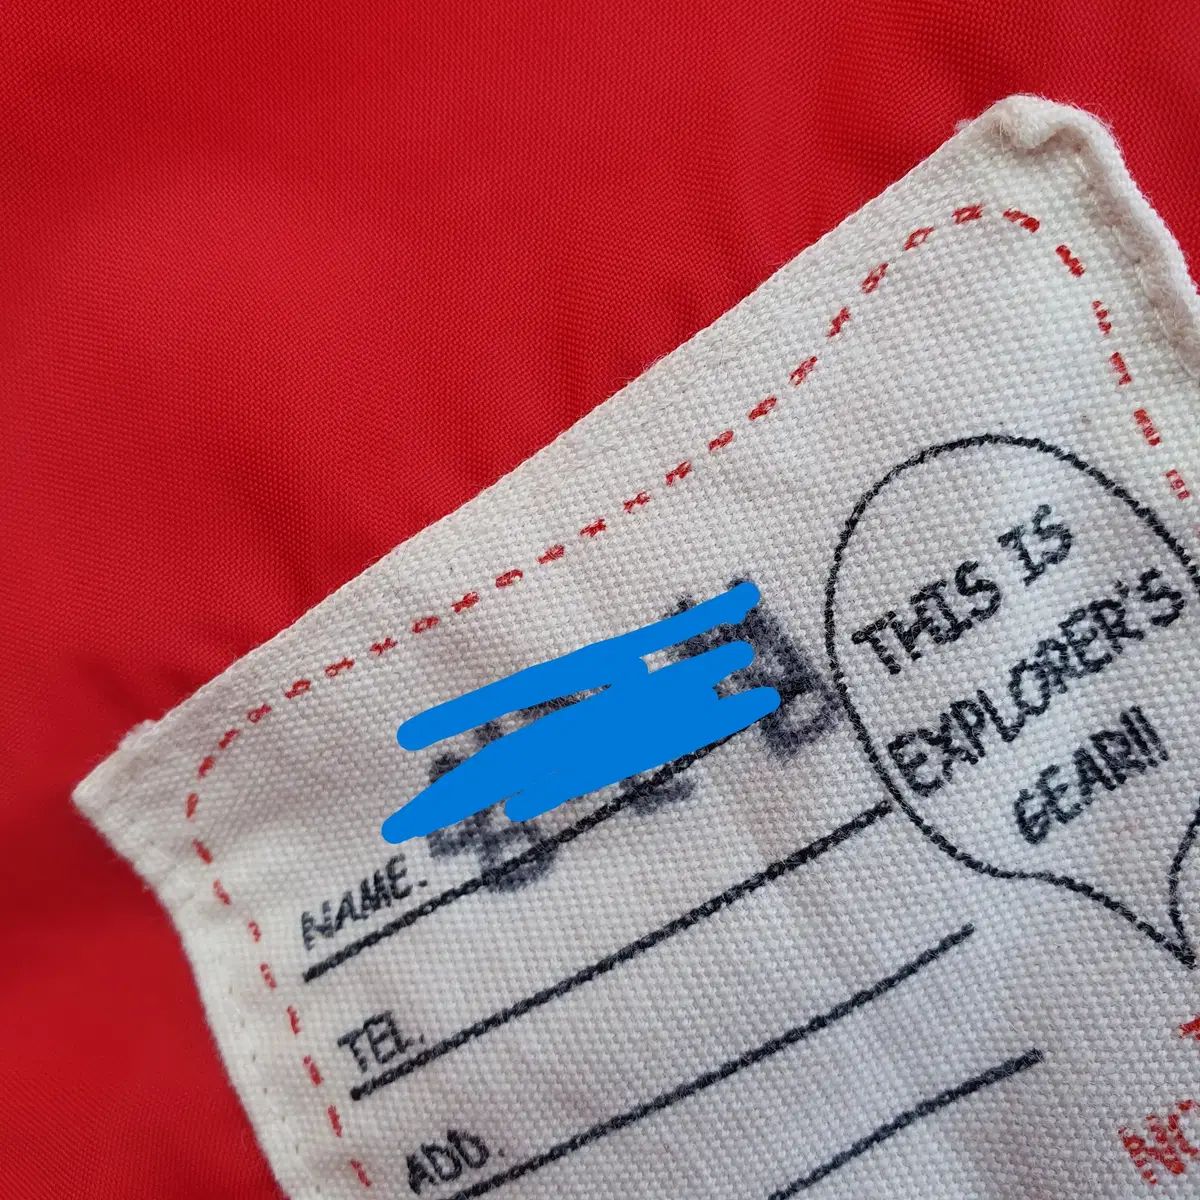 THIS IS
EXPLORER'S
GEAR!!
NAME.
TEL.
ADD.